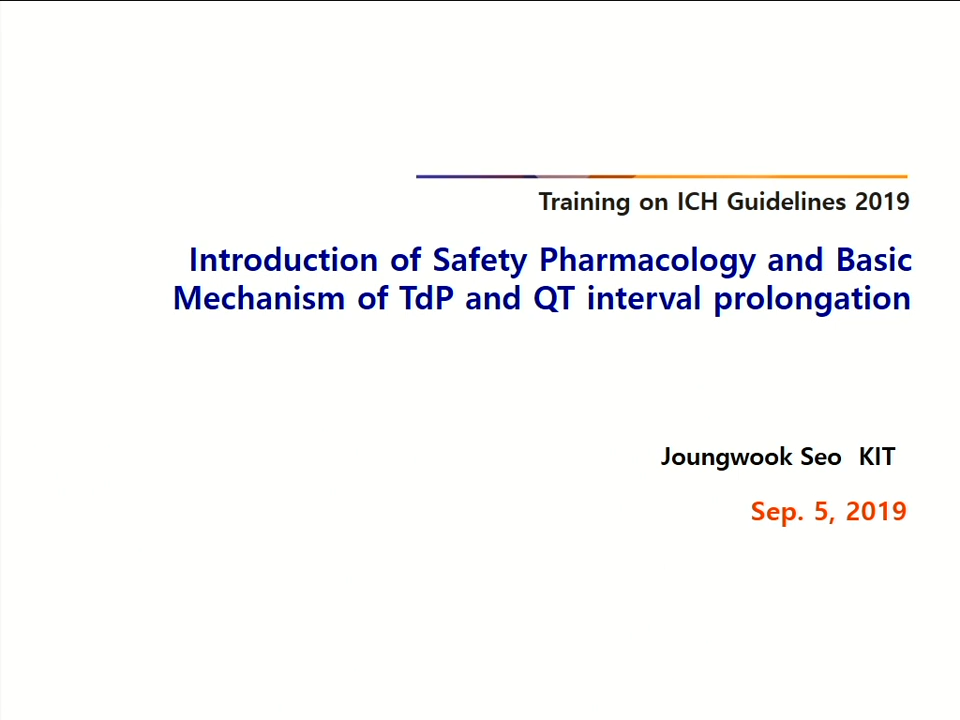 Training on ICH Guidelines 2019
Introduction of Safety Pharmacology and Basic
Mechanism of TdP and QT interval prolongation
Joungwook Seo KIT
Sep. 5, 2019